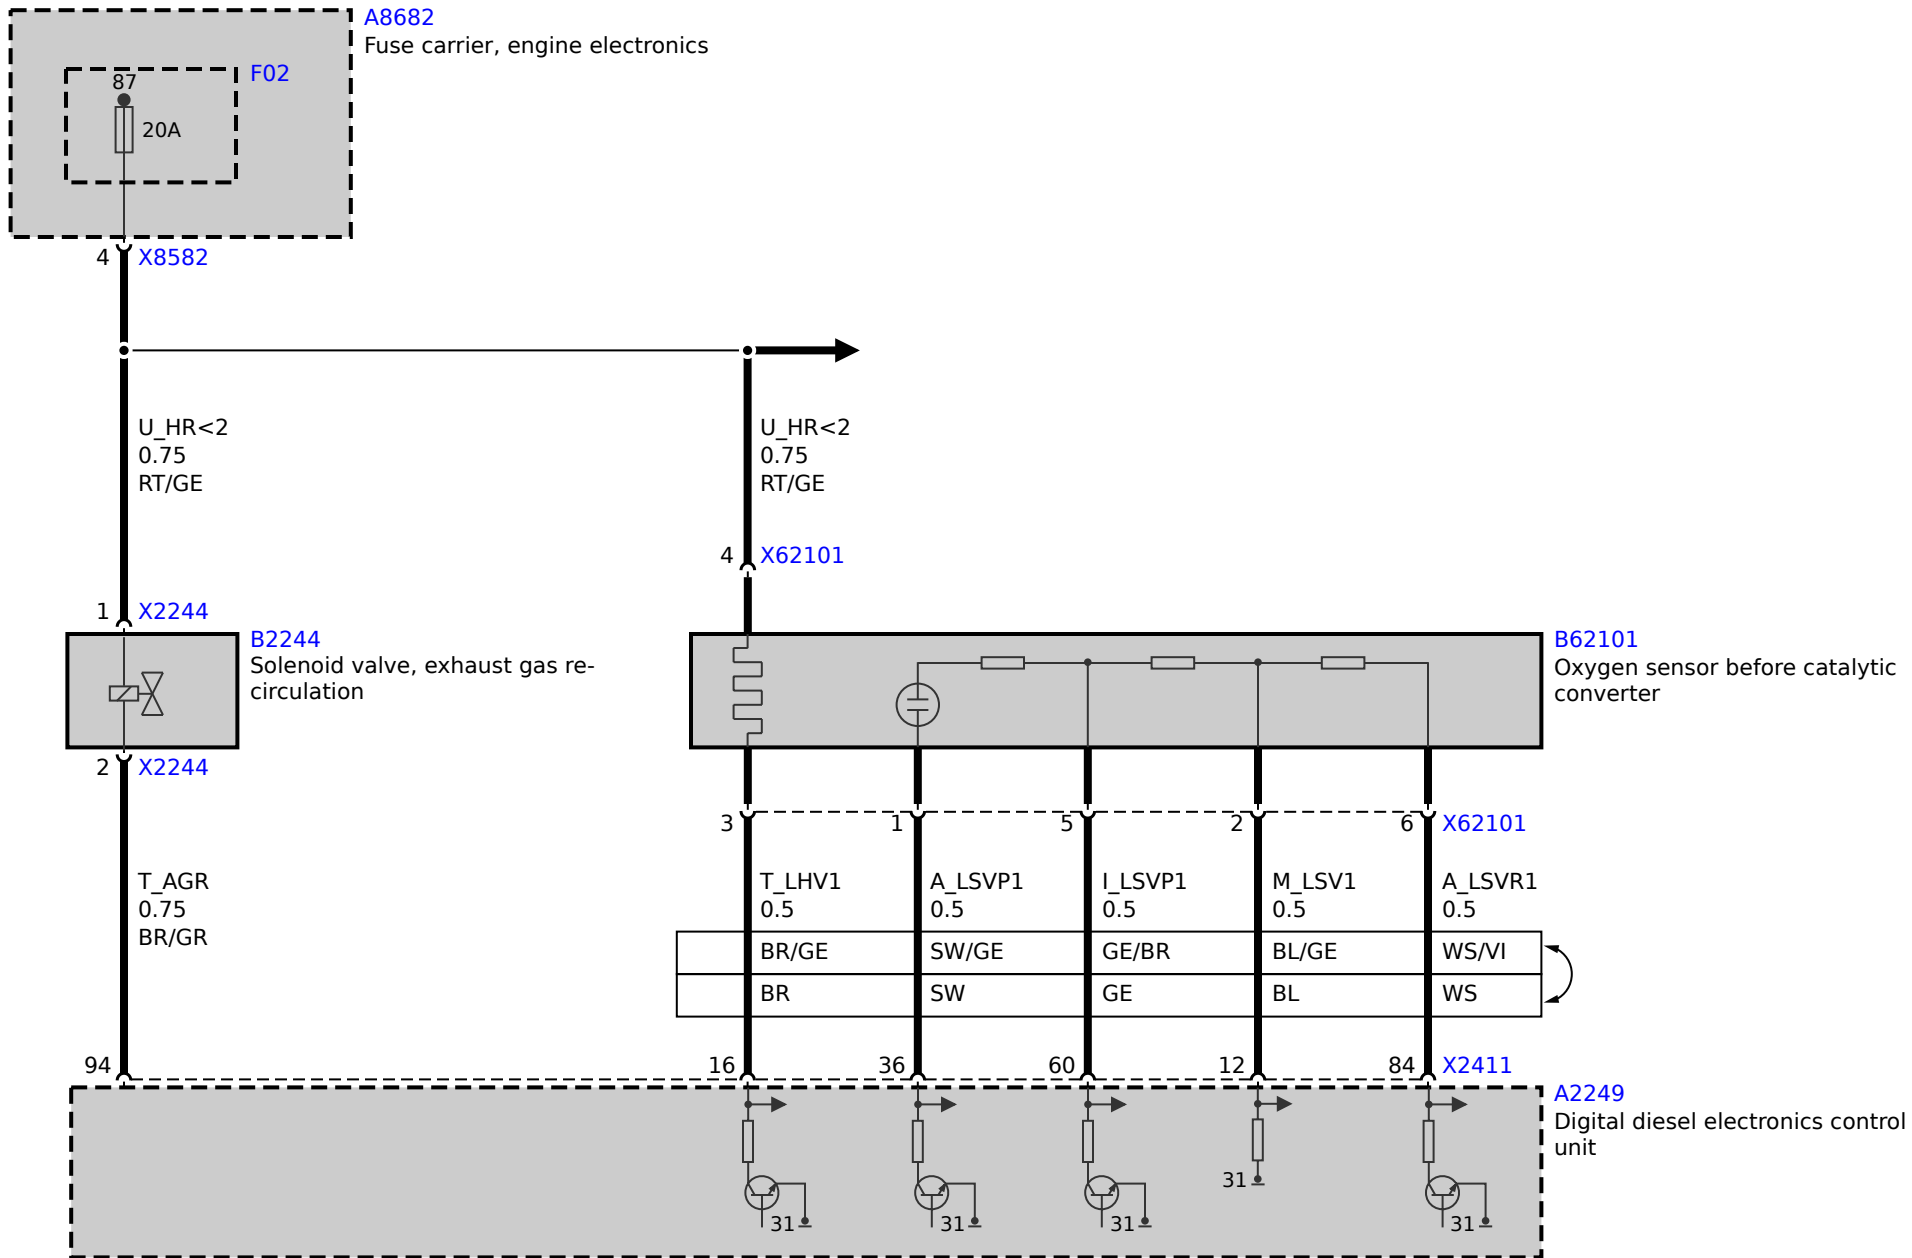 A8682
Fuse carrier, engine electronics
F02
87
20A
4 X8582
U_HR<2
0.75
RT/GE
U_HR<2
0.75
RT/GE
4 X62101
1 X2244
B2244
Solenoid valve, exhaust gas re-
circulation
B62101
Oxygen sensor before catalytic
converter
2 X2244
3 1 5 2 6 X62101
T_AGR
0.75
BR/GR
T_LHV1 A_LSVP1 I_LSVP1 M_LSV1 A_LSVR1
0.5 0.5 0.5 0.5 0.5
BR/GE SW/GE GE/BR BL/GE WS/VI
BR SW GE BL WS
94 16 36 60 12 84 X2411
A2249
Digital diesel electronics control
unit
31
31 31 31 31